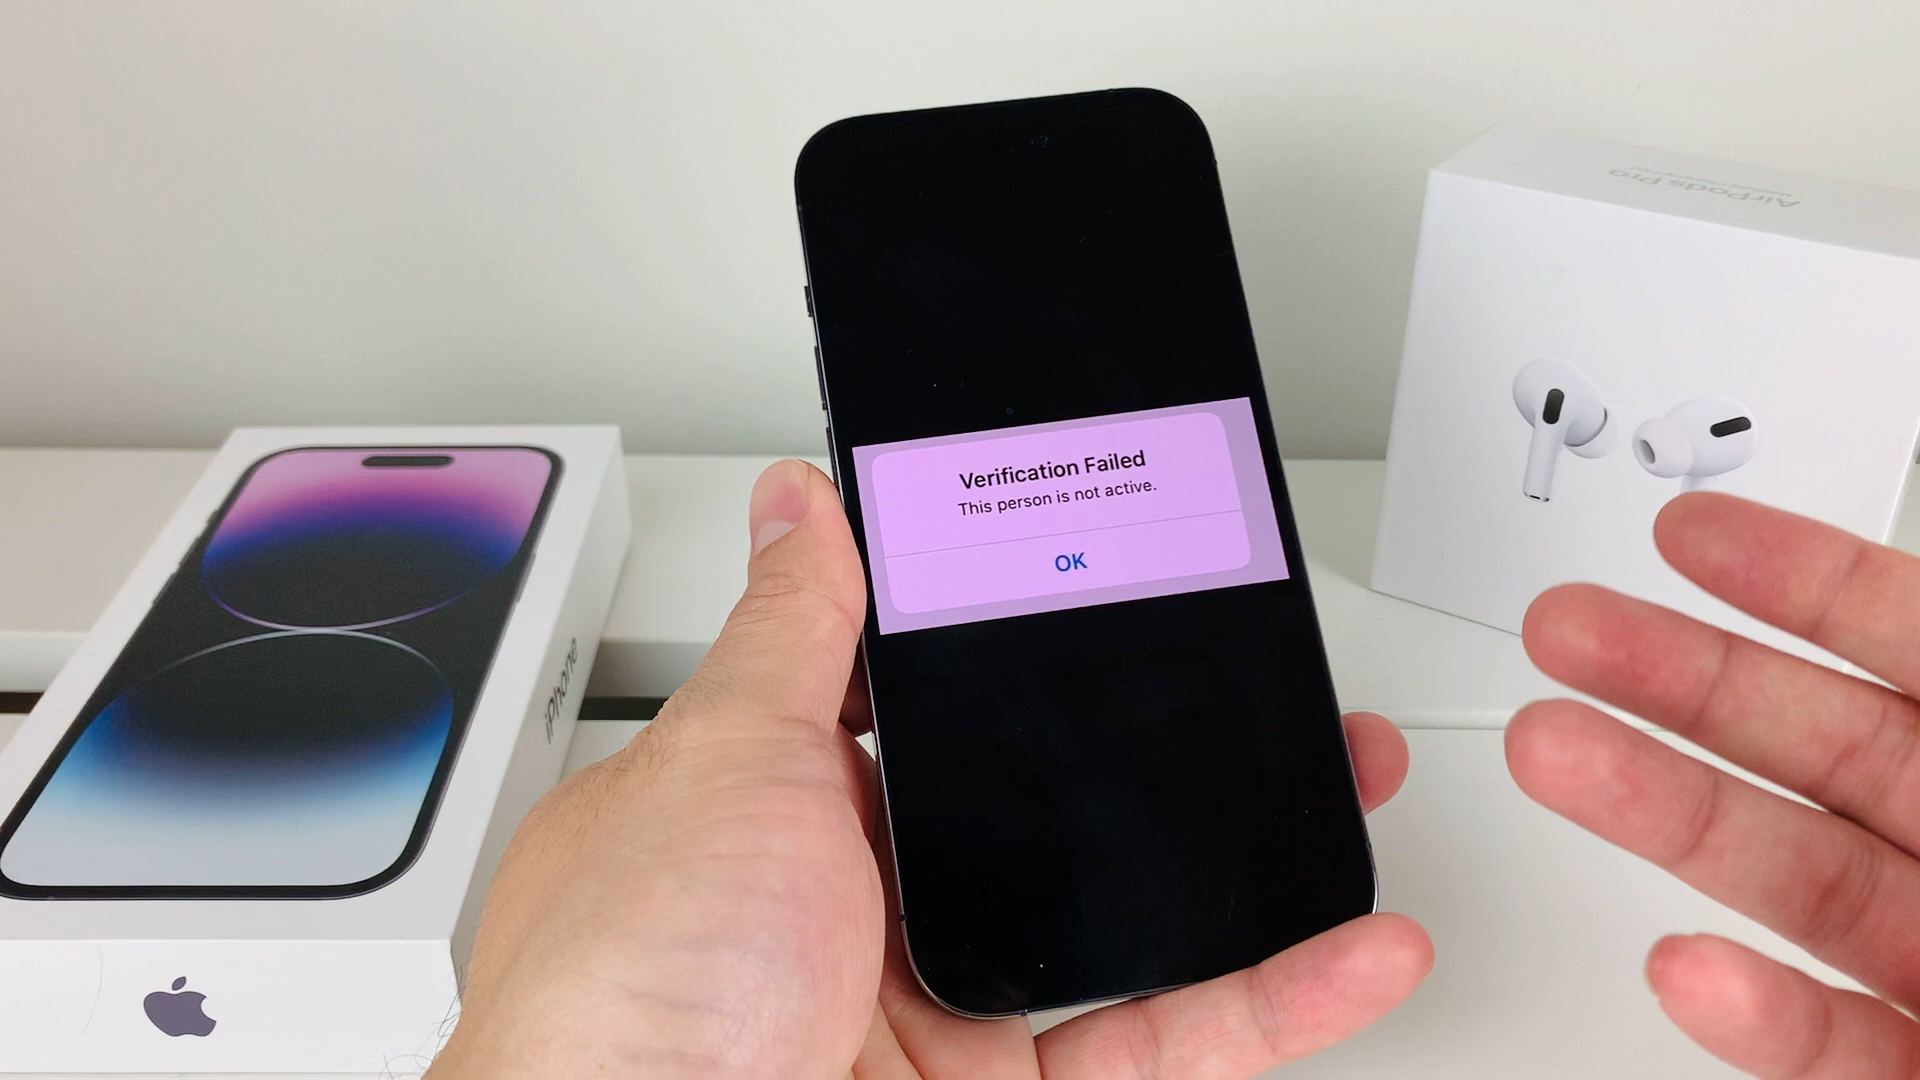 AirPods Pro
Verification Failed
This person is not active.
OK
iPhone